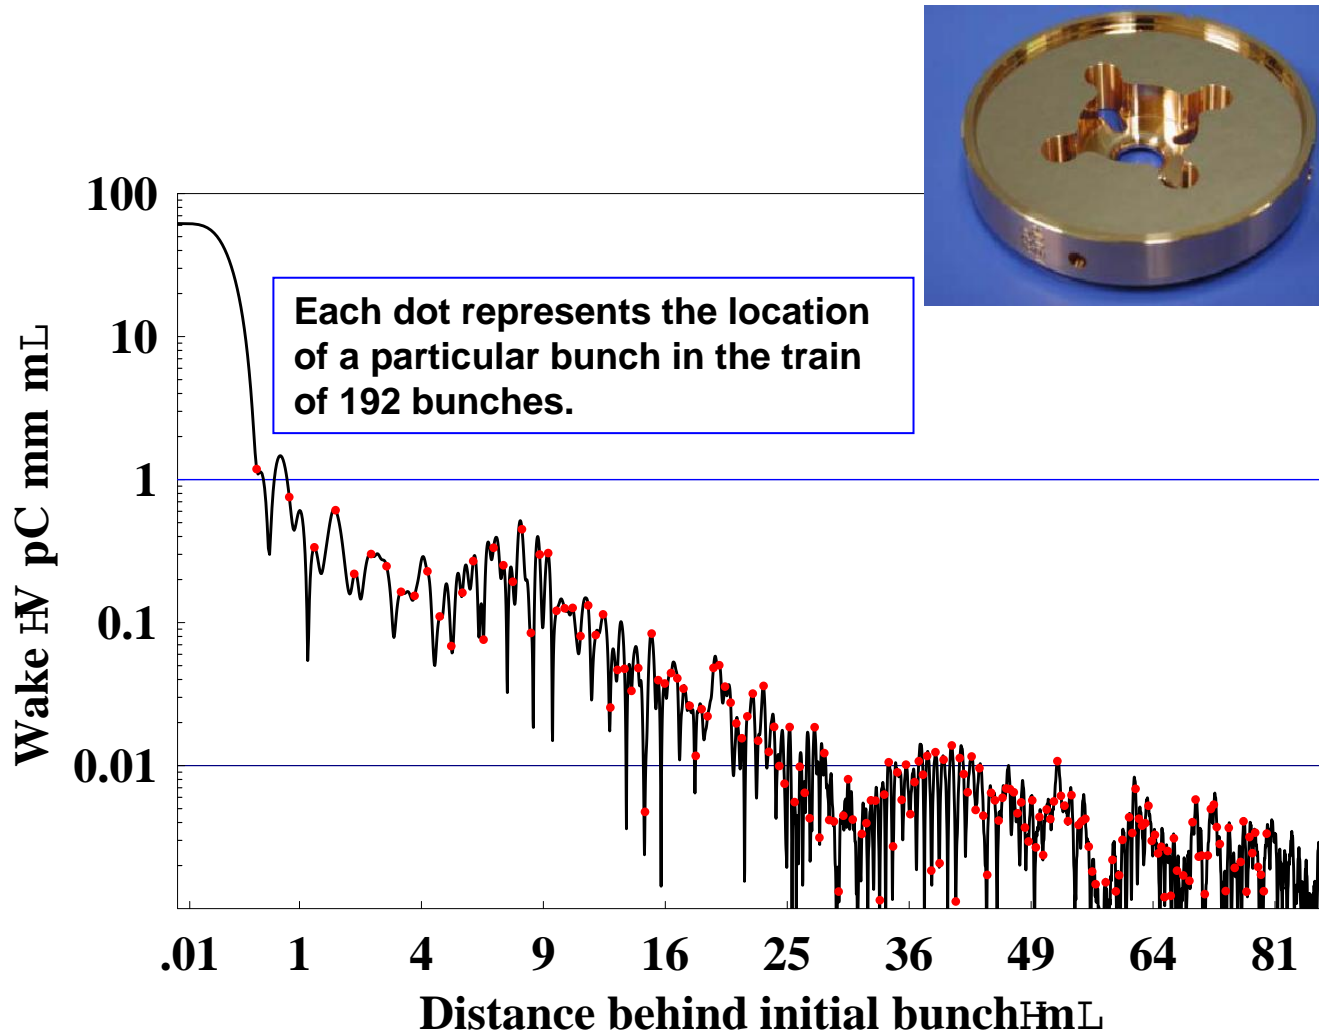 100
10
1
0.1
0.01
Wake HV pC mm mL
Each dot represents the location
of a particular bunch in the train
of 192 bunches.
.01 1 4 9 16 25 36 49 64 81
Distance behind initial bunchHmL